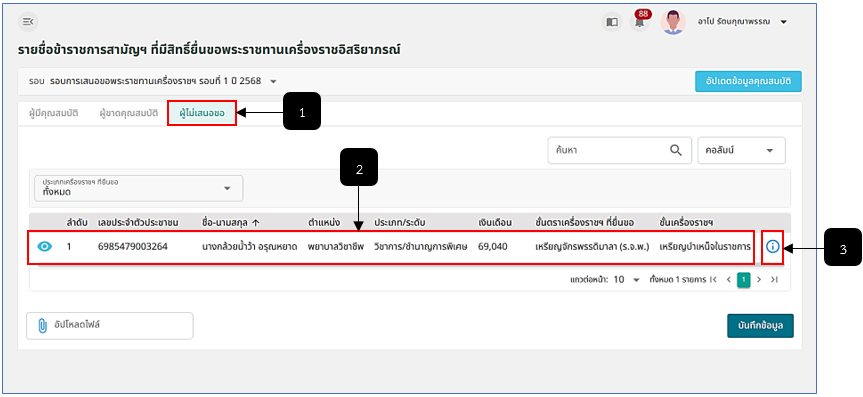 88
อาโป รัตนกุณาพรรณ
รายชื่อข้าราชการสามัญฯ ที่มีสิทธิ์ยื่นขอพระราชทานเครื่องราชอิสริยาภรณ์
รอบ รอบการเสนอขอพระราชทานเครื่องราชฯ รอบที่ 1 ปี 2568
อัปเดตข้อมูลคุณสมบัติ
ผู้มีคุณสมบัติ ผู้ขาดคุณสมบัติ ผู้ไม่เสนอขอ
1
ค้นหา
คอลัมน์
2
ประเภทเครื่องราชฯ ที่ยื่นขอ
ทั้งหมด
ลำดับ เลขประจำตัวประชาชน ชื่อ-นามสกุล ตำแหน่ง ประเภท/ระดับ เงินเดือน ชั้นตราเครื่องราชฯ ที่ยื่นขอ ชั้นเครื่องราชฯ
1 6985479003264 นางกล้วยน้ำว้า อรุณหยาด พยาบาลวิชาชีพ วิชาการ/ชำนาญการพิเศษ 69,040 เหรียญจักรพรรดิมาลา (ร.จ.พ.) เหรียญบำเหน็จในราชการ
3
แถวต่อหน้า: 10 ทั้งหมด 1 รายการ 1
อัปโหลดไฟล์
บันทึกข้อมูล